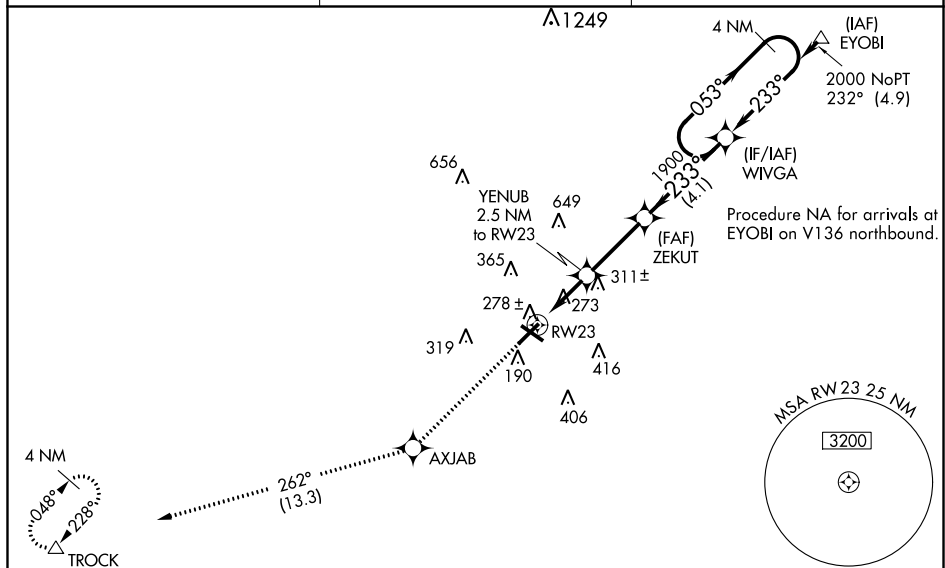 1249
4 NM
(IAF)
EYOBI
2000 NoPT
232° (4.9)
053°
233°
(IF/IAF)
WIVGA
1900
233°
(4.1)
656
YENUB
2.5 NM
to RW23
649
Procedure NA for arrivals at
EYOBI on V136 northbound.
(FAF)
ZEKUT
365
311±
278 ±
273
RW23
319
190
416
406
MSA RW 23 25 NM
3200
AXJAB
4 NM
262°
(13.3)
048°
228°
TROCK